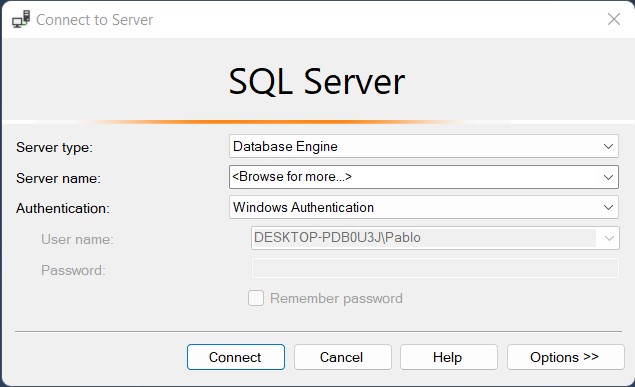 Connect to Server
SQL Server
Server type: Database Engine
Server name: <Browse for more...>
Authentication: Windows Authentication
User name: DESKTOP-PDB0U3J\Pablo
Password:
Remember password
Connect Cancel Help Options >>